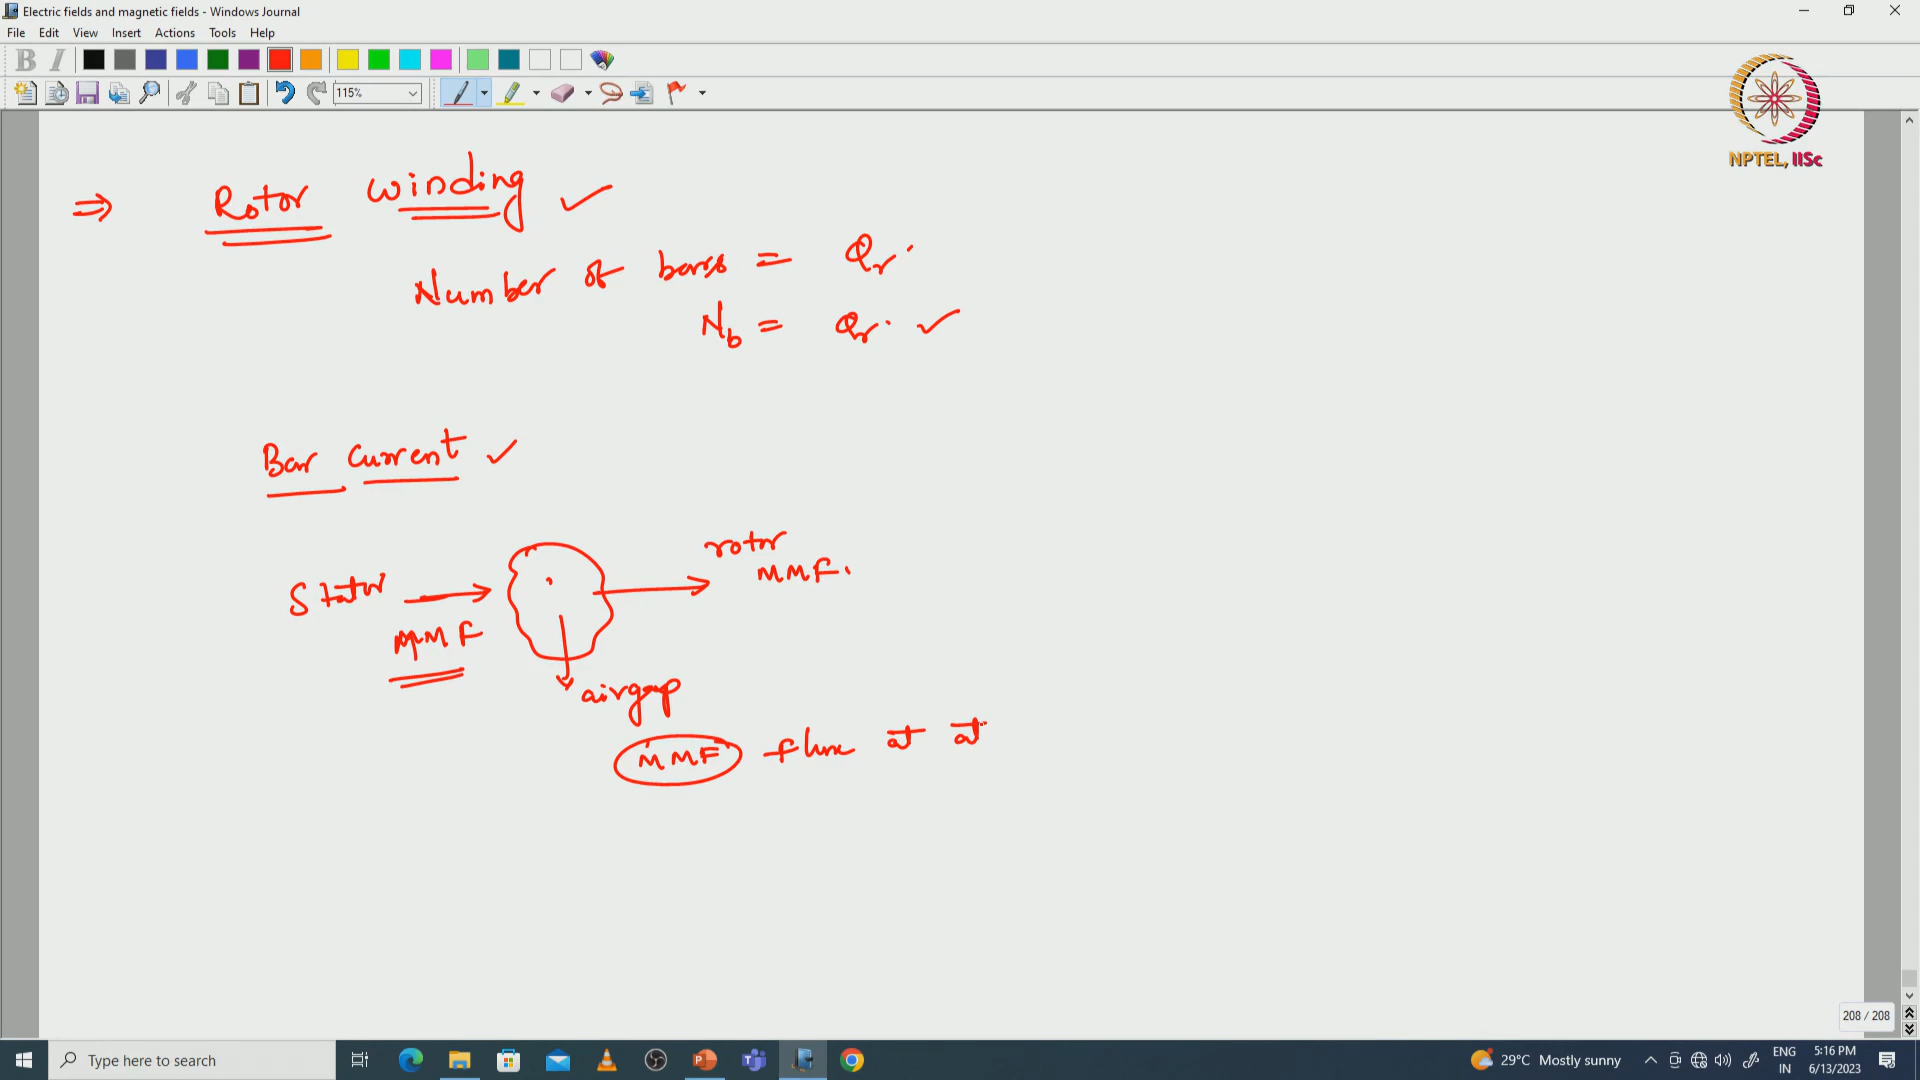 Electric fields and magnetic fields - Windows Journal
File Edit View Insert Actions Tools Help
B I
115%
NPTEL, IISc
⇒ Rotor winding ✓
Number of bars = Qr.
Nb = Qr. ✓
Bar current ✓
Stator → MMF
rotor
MMF.
airgap
MMF flux at at
208 / 208
Type here to search
29°C Mostly sunny
ENG
IN
5:16 PM
6/13/2023